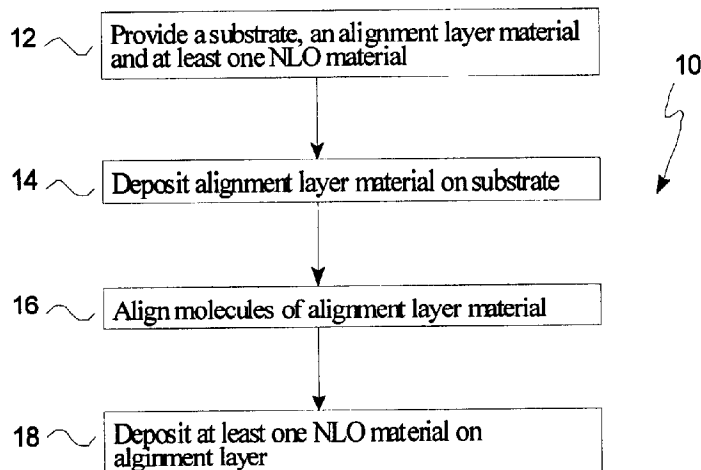 12
Provide a substrate, an alignment layer material
and at least one NLO material
10
14
Deposit alignment layer material on substrate
16
Align molecules of alignment layer material
18
Deposit at least one NLO material on
alginment layer